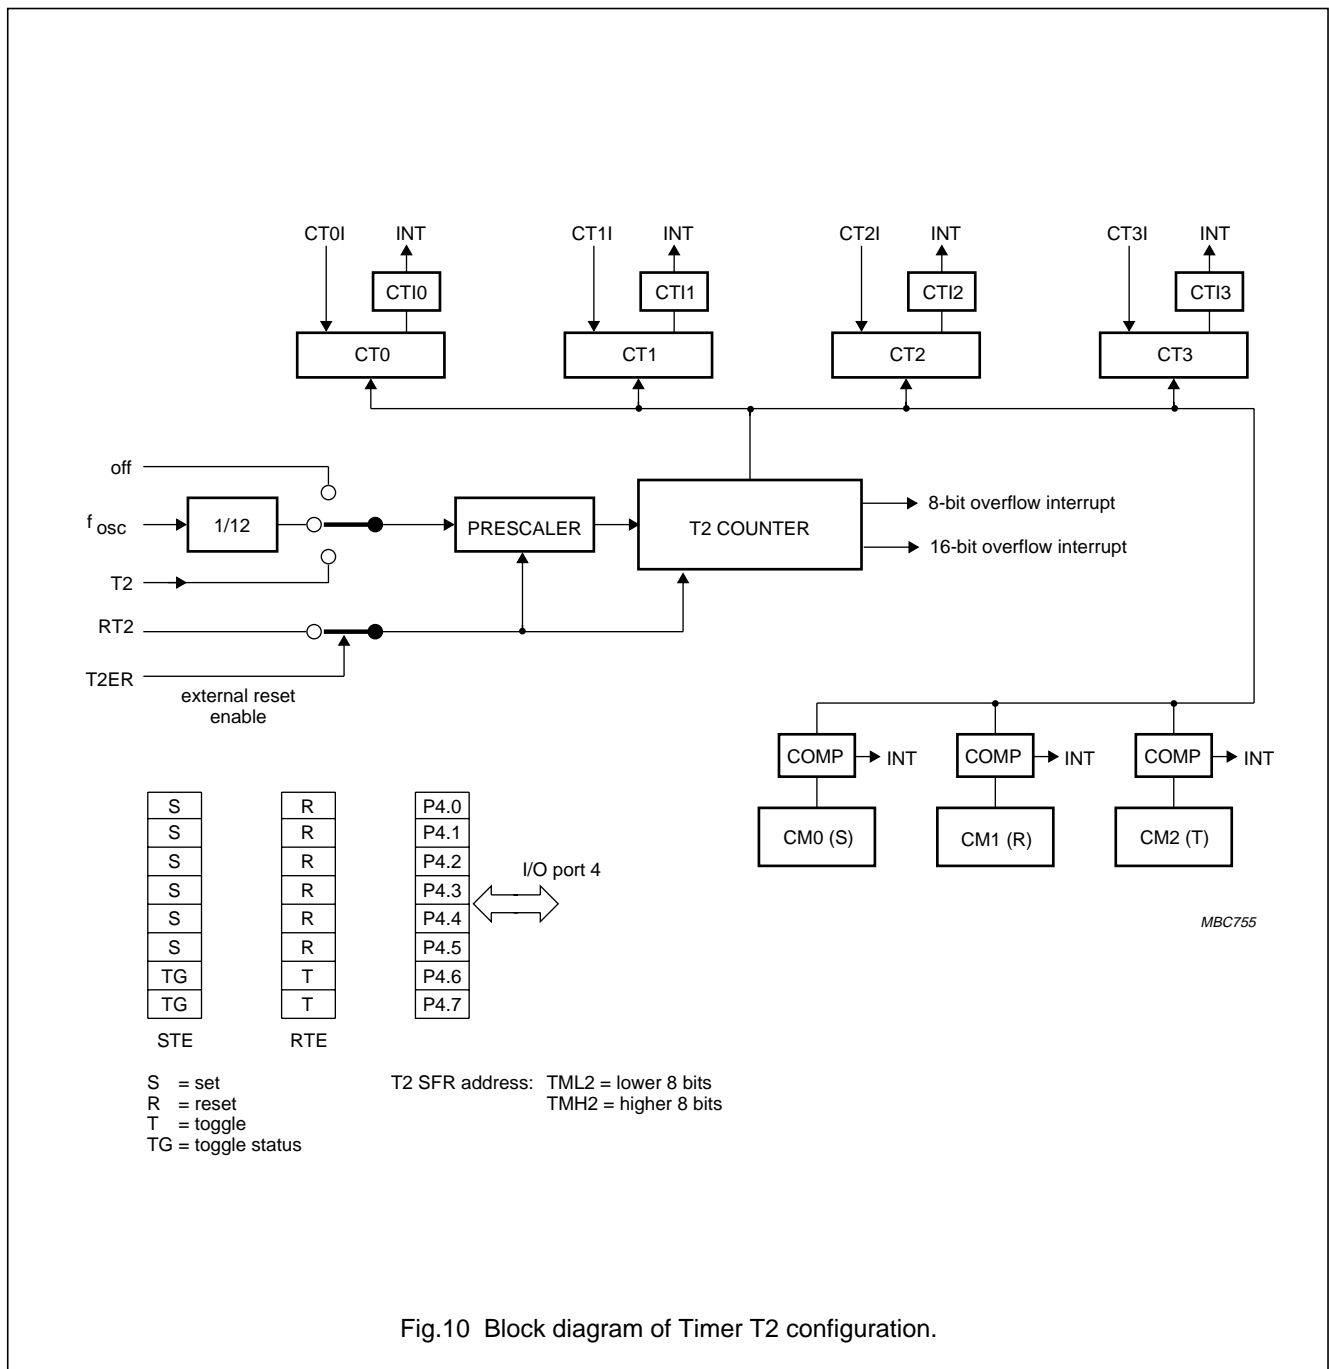 CT0I INT CT1I INT CT2I INT CT3I INT
CTI0 CTI1 CTI2 CTI3
CT0 CT1 CT2 CT3
off
f osc 1/12 PRESCALER T2 COUNTER
8-bit overflow interrupt
16-bit overflow interrupt
T2
RT2
T2ER
external reset
enable
COMP INT COMP INT COMP INT
CM0 (S) CM1 (R) CM2 (T)
S R P4.0
S R P4.1
S R P4.2
S R P4.3
S R P4.4
S R P4.5
TG T P4.6
TG T P4.7
I/O port 4
MBC755
STE RTE
S = set
R = reset
T = toggle
TG = toggle status
T2 SFR address: TML2 = lower 8 bits
TMH2 = higher 8 bits
Fig.10 Block diagram of Timer T2 configuration.